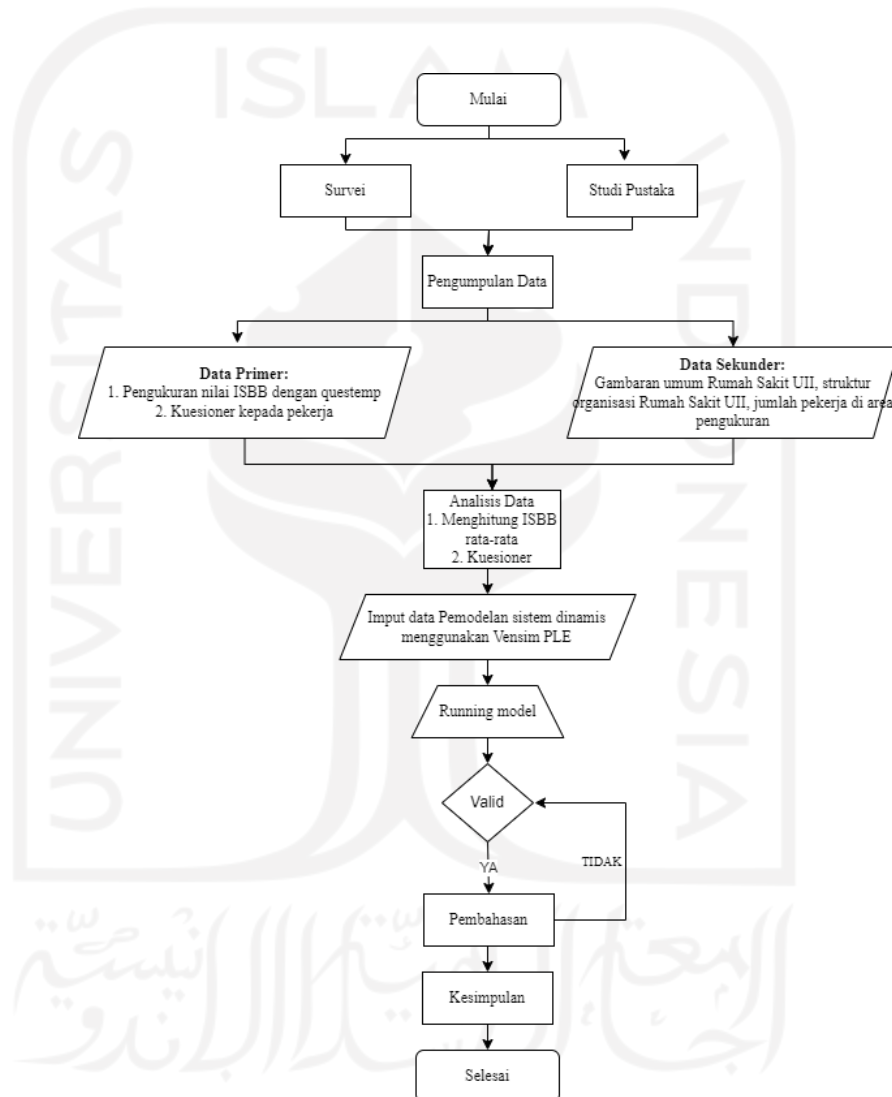 ISLAM
UNIVERSITAS
INDONESIA
Mulai
Survei
Studi Pustaka
Pengumpulan Data
Data Primer:
1. Pengukuran nilai ISBB dengan questemp
2. Kuesioner kepada pekerja
Data Sekunder:
Gambaran umum Rumah Sakit UII, struktur
organisasi Rumah Sakit UII, jumlah pekerja di area
pengukuran
Analisis Data
1. Menghitung ISBB
rata-rata
2. Kuesioner
Imput data Pemodelan sistem dinamis
menggunakan Vensim PLE
Running model
Valid
YA
TIDAK
Pembahasan
Kesimpulan
Selesai